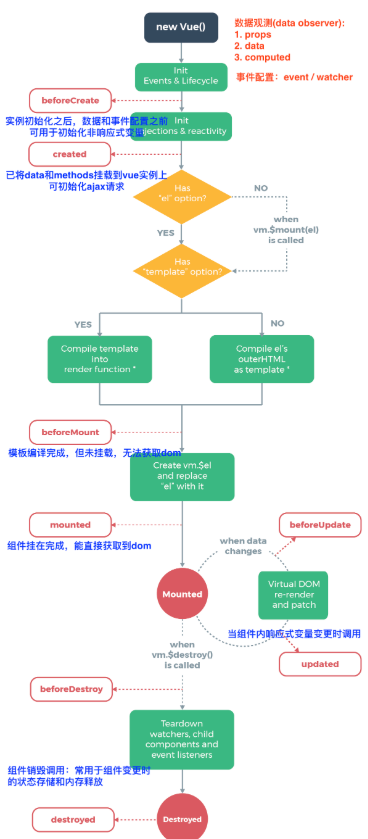 new Vue()
数据观测(data observer):
1. props
2. data
3. computed
事件配置：event / watcher
Init
Events & Lifecycle
beforeCreate
实例初始化之后，数据和事件配置之前
可用于初始化非响应式变量
Init
jections & reactivity
created
已将data和methods挂载到vue实例上
可初始化ajax请求
Has
"el" option?
NO
YES
when
vm.$mount(el)
is called
Has
"template" option?
YES
NO
Compile template
into
render function *
Compile el's
outerHTML
as template *
beforeMount
模板编译完成，但未挂载，无法获取dom
Create vm.$el
and replace
"el" with it
mounted
组件挂在完成，能直接获取到dom
when data
changes
beforeUpdate
Mounted
Virtual DOM
re-render
and patch
当组件内响应式变量变更时调用
updated
when
vm.$destroy()
is called
beforeDestroy
Teardown
watchers, child
components and
event listeners
组件销毁调用：常用于组件变更时
的状态存储和内存释放
destroyed
Destroyed